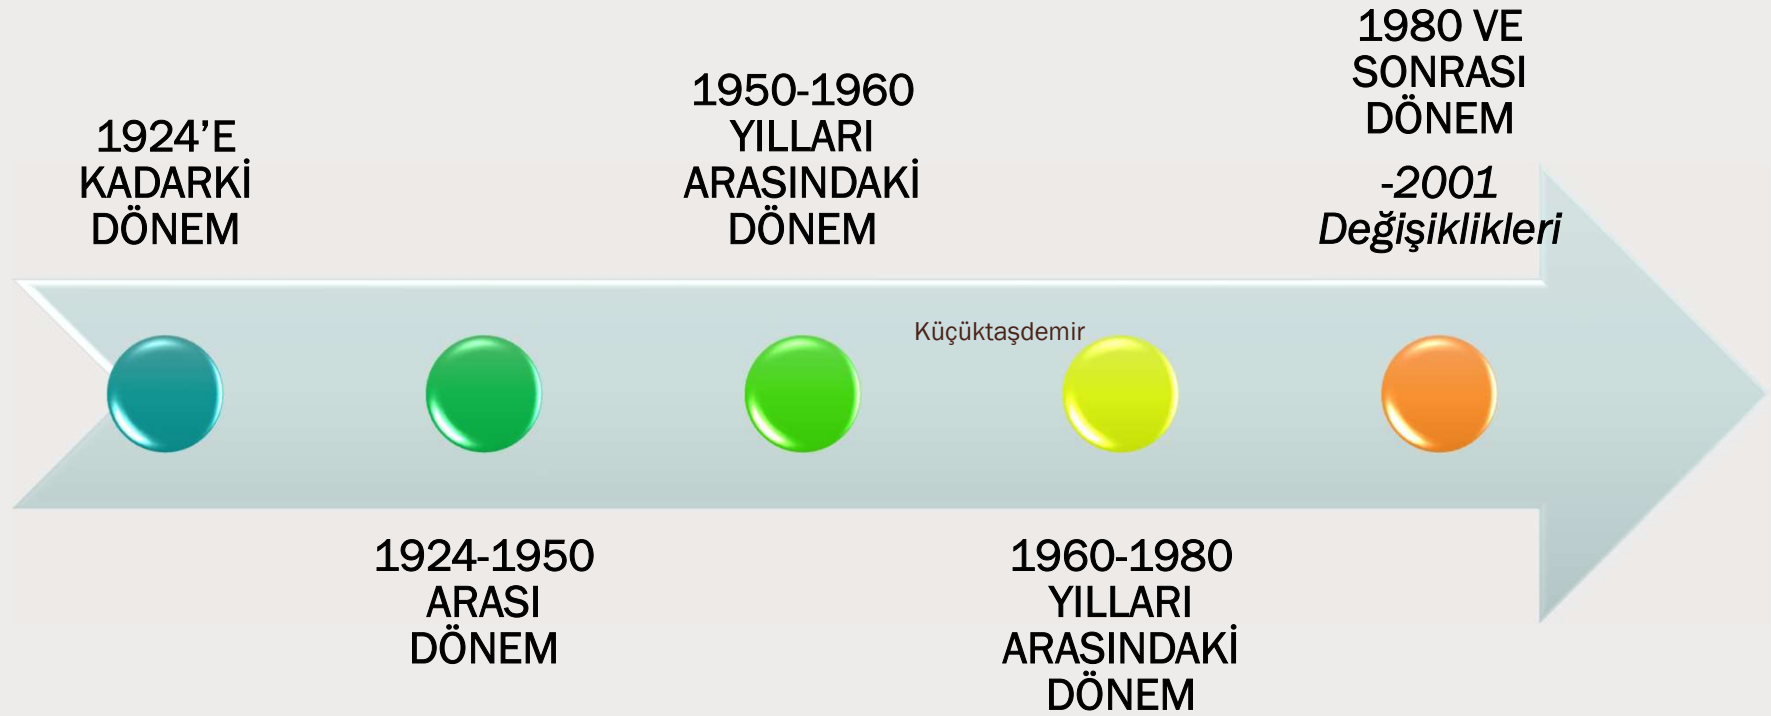 1924’E
KADARKİ
DÖNEM
1924-1950
ARASI
DÖNEM
1950-1960
YILLARI
ARASINDAKİ
DÖNEM
Küçüktaşdemir
1960-1980
YILLARI
ARASINDAKİ
DÖNEM
1980 VE
SONRASI
DÖNEM
-2001
Değişiklikleri